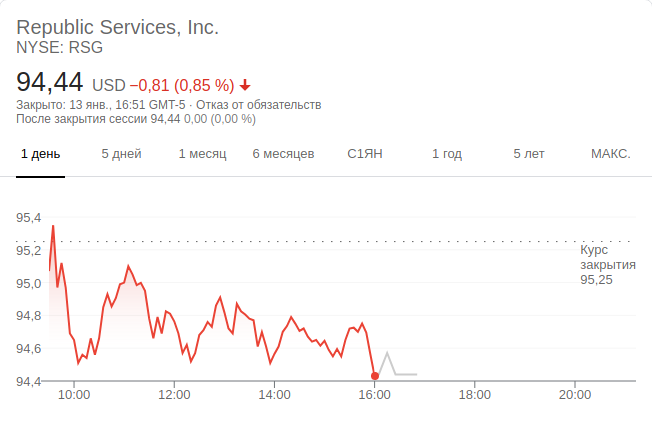 Republic Services, Inc.
NYSE: RSG
94,44 USD −0,81 (0,85 %)
Закрыто: 13 янв., 16:51 GMT-5 · Отказ от обязательств
После закрытия сессии 94,44 0,00 (0,00 %)
1 день 5 дней 1 месяц 6 месяцев С1ЯН 1 год 5 лет МАКС.
95,4
95,2
95,0
94,8
94,6
94,4
Курс
закрытия
95,25
10:00 12:00 14:00 16:00 18:00 20:00